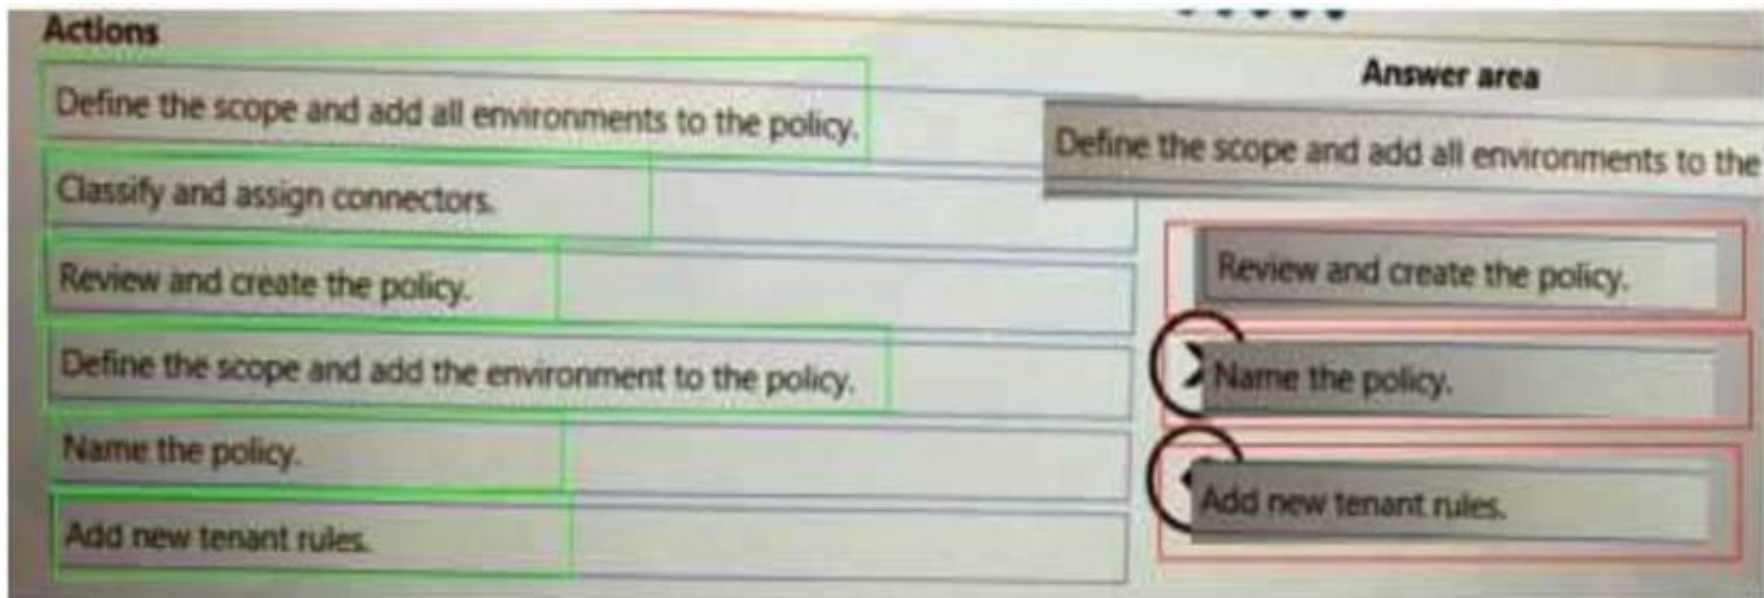 Actions
Define the scope and add all environments to the policy.
Classify and assign connectors.
Review and create the policy.
Define the scope and add the environment to the policy.
Name the policy.
Add new tenant rules.
Answer area
Define the scope and add all environments to the
Review and create the policy.
Name the policy.
Add new tenant rules.